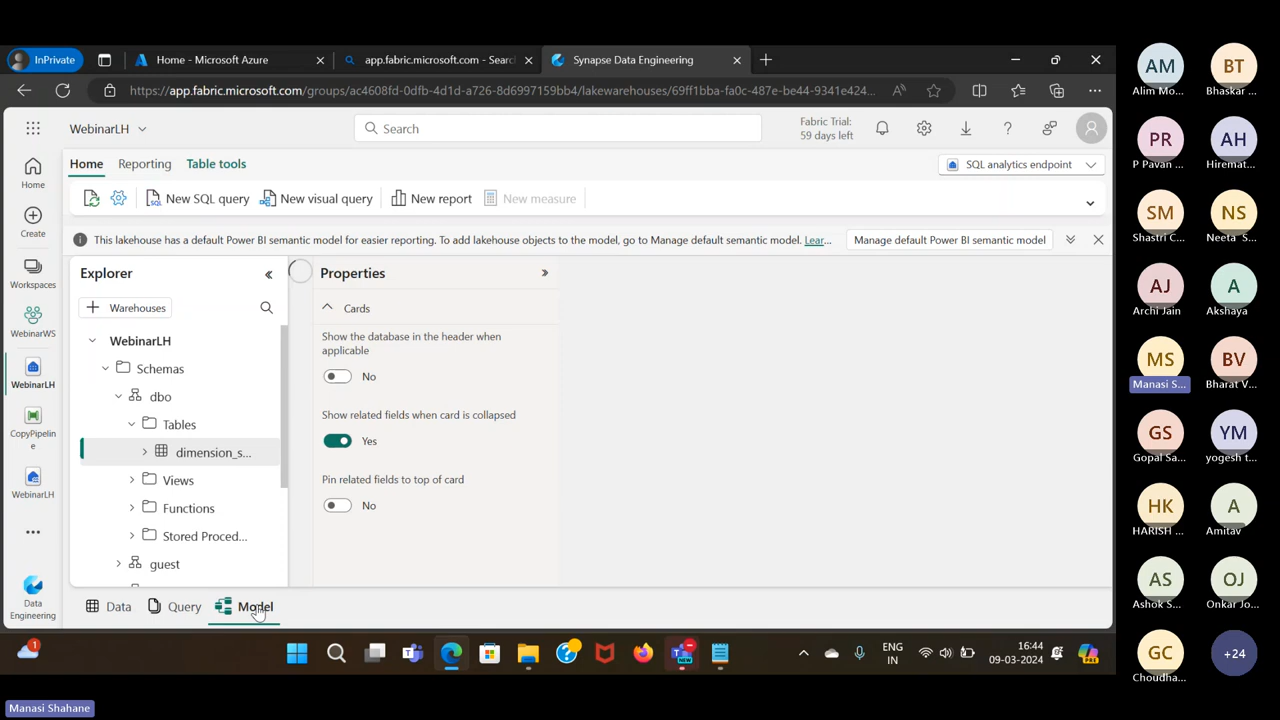 InPrivate
Home - Microsoft Azure
app.fabric.microsoft.com - Searc
Synapse Data Engineering
https://app.fabric.microsoft.com/groups/ac4608fd-0dfb-4d1d-a726-8d6997159bb4/lakewarehouses/69ff1bba-fa0c-487e-be44-9341e424...
WebinarLH
Search
Fabric Trial:
59 days left
Home
Reporting
Table tools
SQL analytics endpoint
New SQL query
New visual query
New report
New measure
This lakehouse has a default Power BI semantic model for easier reporting. To add lakehouse objects to the model, go to Manage default semantic model. Lear...
Manage default Power BI semantic model
Home
Create
Workspaces
WebinarWS
WebinarLH
CopyPipelin
e
WebinarLH
Data
Engineering
Explorer
Warehouses
WebinarLH
Schemas
dbo
Tables
dimension_s...
Views
Functions
Stored Proced...
guest
Properties
Cards
Show the database in the header when
applicable
No
Show related fields when card is collapsed
Yes
Pin related fields to top of card
No
Data
Query
Model
1
NEW
ENG
IN
16:44
09-03-2024
PRE
AM
Alim Mo...
BT
Bhaskar ...
PR
P Pavan ...
AH
Hiremat...
SM
Shastri C...
NS
Neeta S...
AJ
Archi Jain
A
Akshaya
MS
Manasi S...
BV
Bharat V...
GS
Gopal Sa...
YM
yogesh t...
HK
HARISH ...
A
Amitav
AS
Ashok S...
OJ
Onkar Jo...
GC
Choudha...
+24
Manasi Shahane